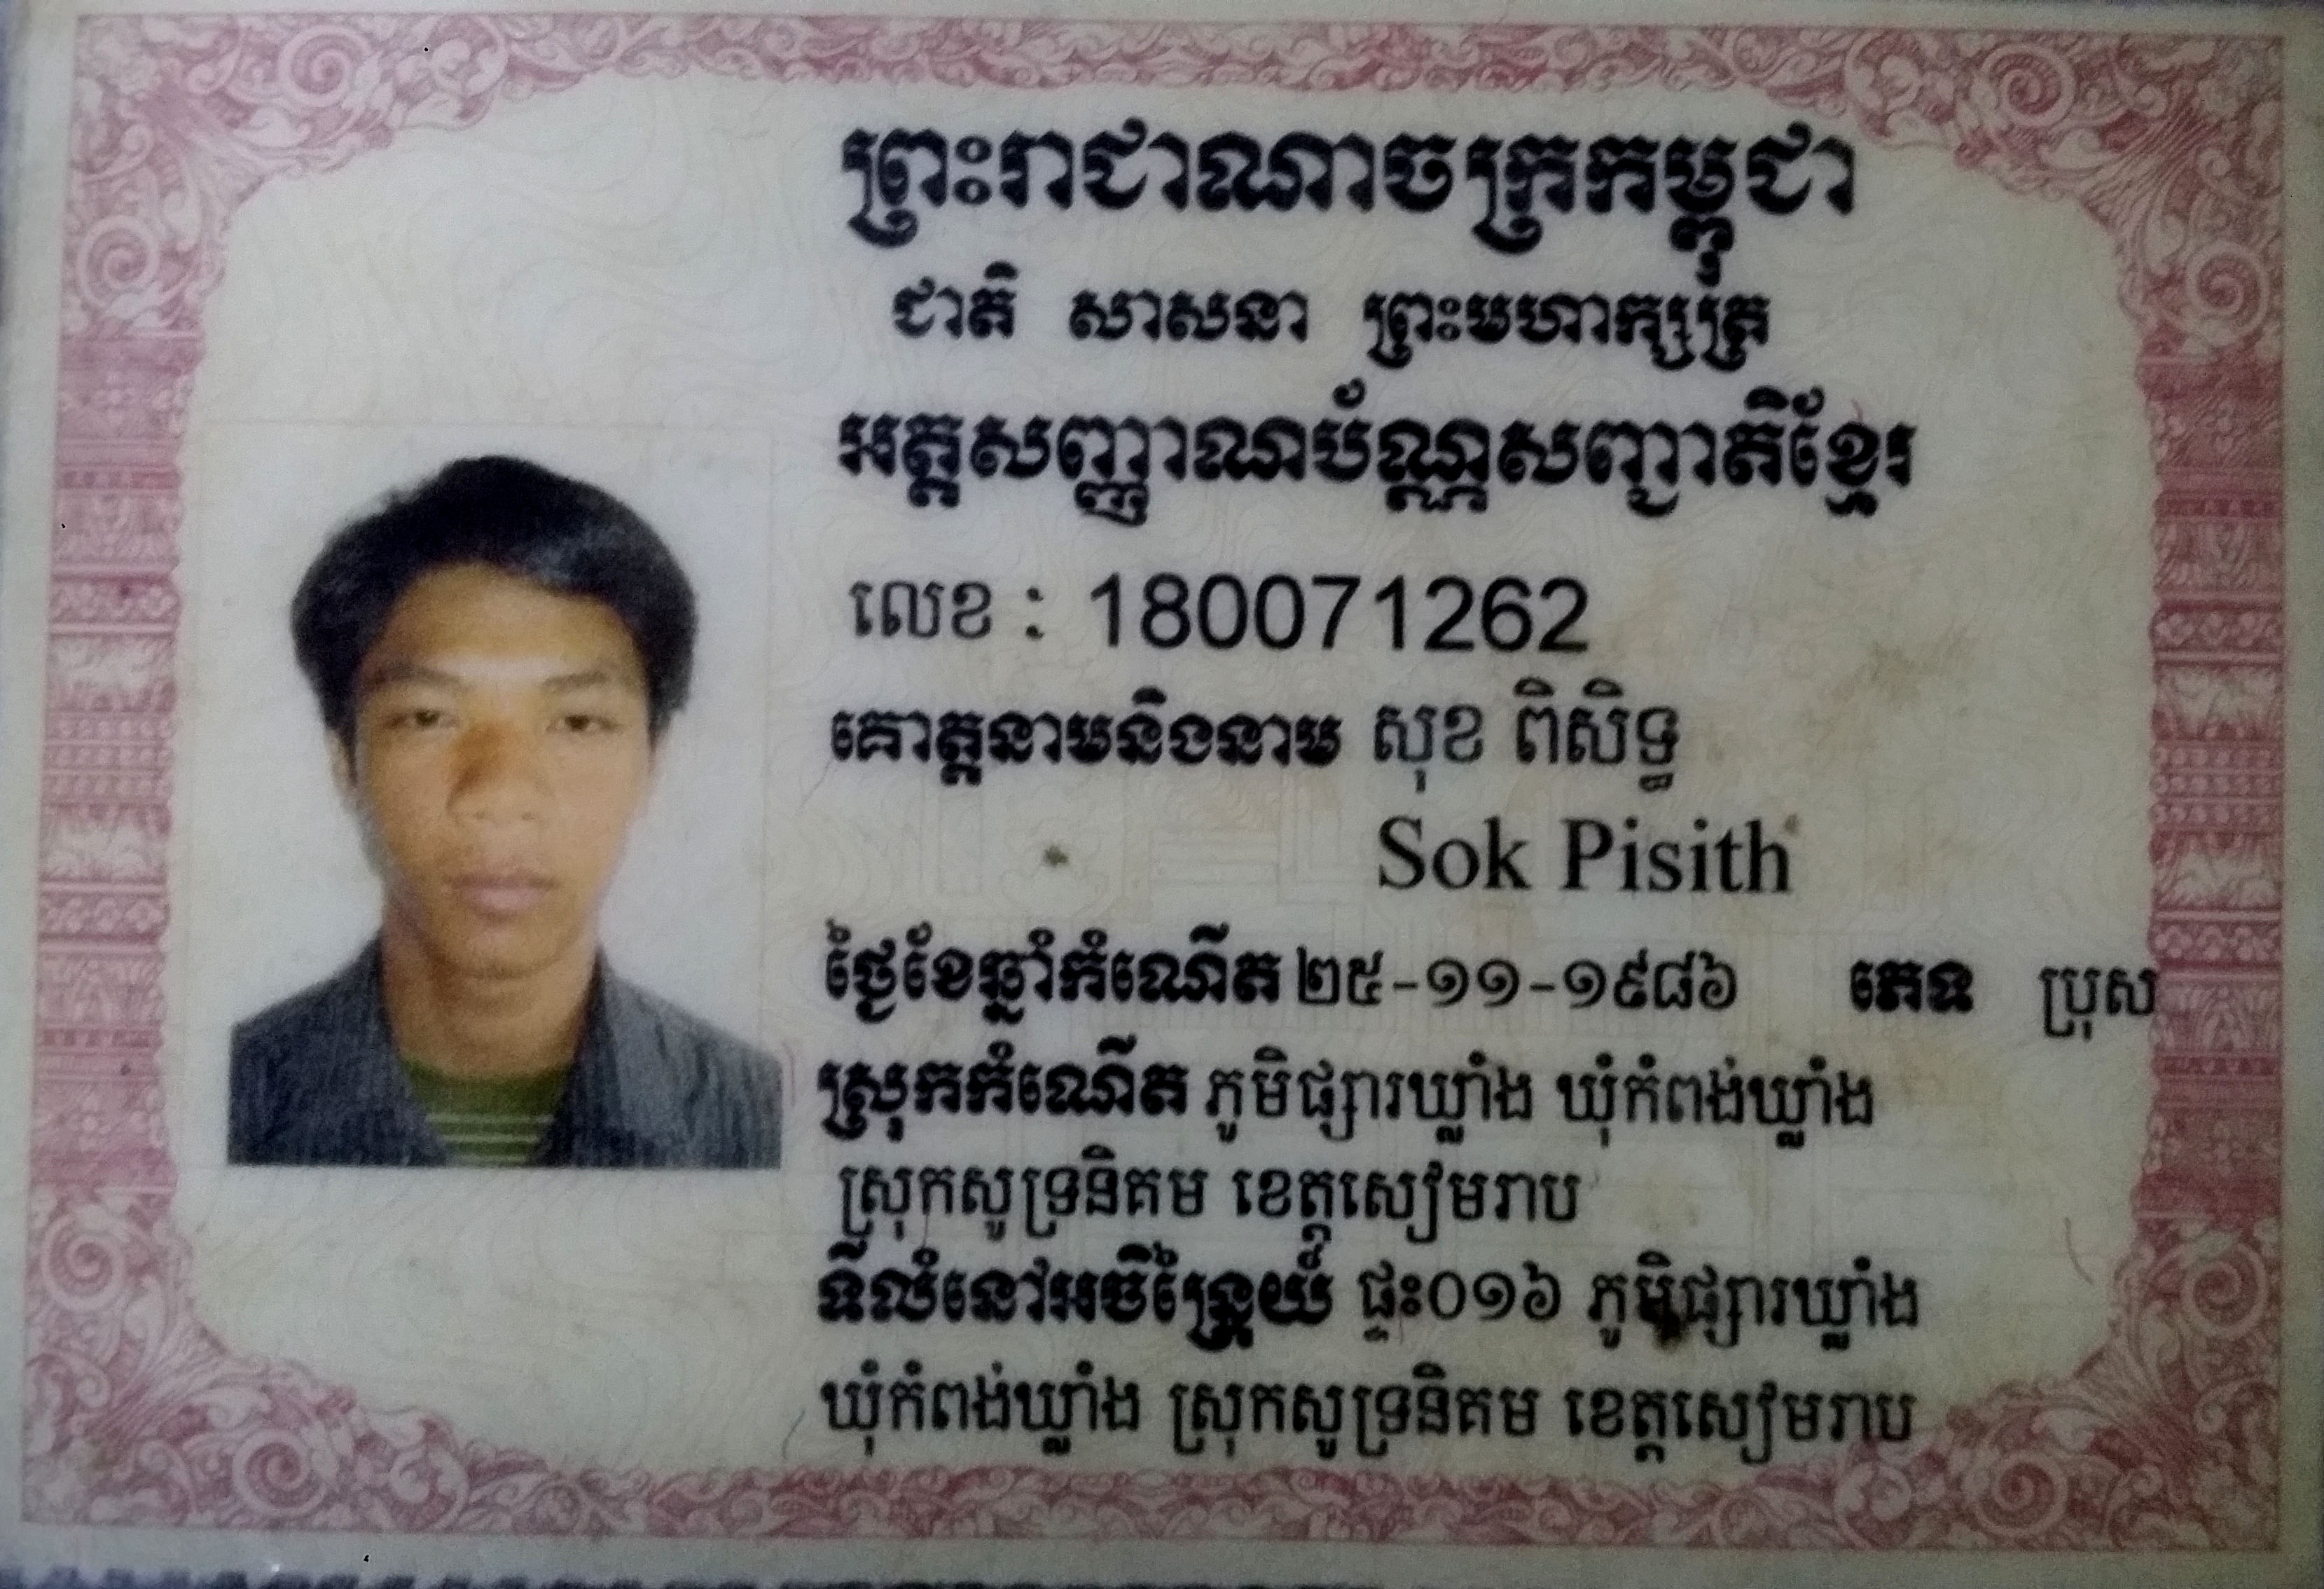 ព្រះរាជាណាចក្រកម្ពុជា
ជាតិ សាសនា ព្រះមហាក្សត្រ
អត្តសញ្ញាណប័ណ្ណសញ្ជាតិខ្មែរ
លេខ : 180071262
គោត្តនាមនិងនាម សុខ ពិសិទ្ធ
Sok Pisith
ថ្ងៃខែឆ្នាំកំណើត ២៥-១១-១៩៨៦ ភេទ ប្រុស
ស្រុកកំណើត ភូមិផ្សារឃ្លាំង ឃុំកំពង់ឃ្លាំង
ស្រុកសូទ្រនិគម ខេត្តសៀមរាប
ទីលំនៅអចិន្ត្រៃយ៍ ផ្ទះ០១៦ ភូមិផ្សារឃ្លាំង
ឃុំកំពង់ឃ្លាំង ស្រុកសូទ្រនិគម ខេត្តសៀមរាប